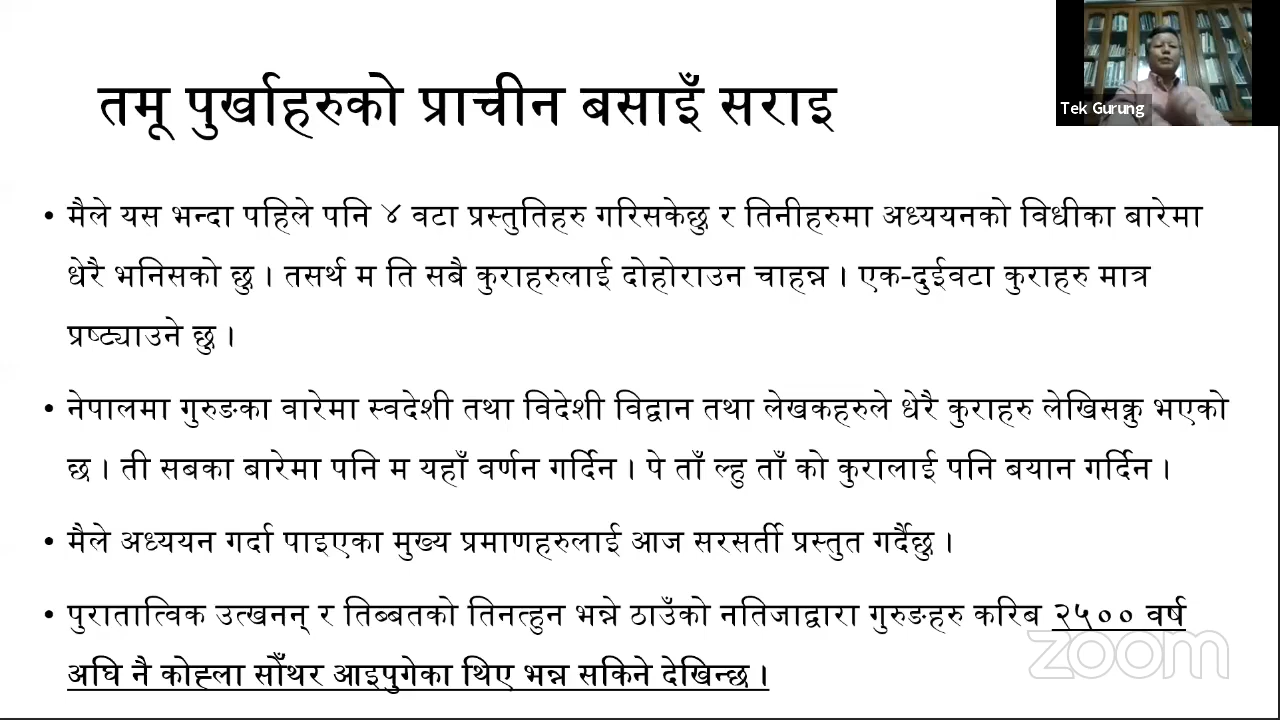 तमू पुर्खाहरुको प्राचीन बसाइँ सराइ
Tek Gurung
• मैले यस भन्दा पहिले पनि ४ वटा प्रस्तुतिहरु गरिसकेछु र तिनीहरुमा अध्ययनको विधीका बारेमा
धेरै भनिसको छु । तसर्थ म ति सबै कुराहरुलाई दोहोराउन चाहन्न । एक-दुईवटा कुराहरु मात्र
प्रष्ट्याउने छु ।
• नेपालमा गुरुङका वारेमा स्वदेशी तथा विदेशी विद्वान तथा लेखकहरुले धेरै कुराहरु लेखिसक्नु भएको
छ । ती सबका बारेमा पनि म यहाँ वर्णन गर्दिन । पे ताँ ल्हु ताँ को कुरालाई पनि बयान गर्दिन ।
• मैले अध्ययन गर्दा पाइएका मुख्य प्रमाणहरुलाई आज सरसर्ती प्रस्तुत गर्दैछु ।
• पुरातात्विक उत्खनन् र तिब्बतको तिनत्हुन भन्ने ठाउँको नतिजाद्वारा गुरुङहरु करिब २५०० वर्ष
अघि नै कोह्ला सोँथर आइपुगेका थिए भन्न सकिने देखिन्छ ।
zoom